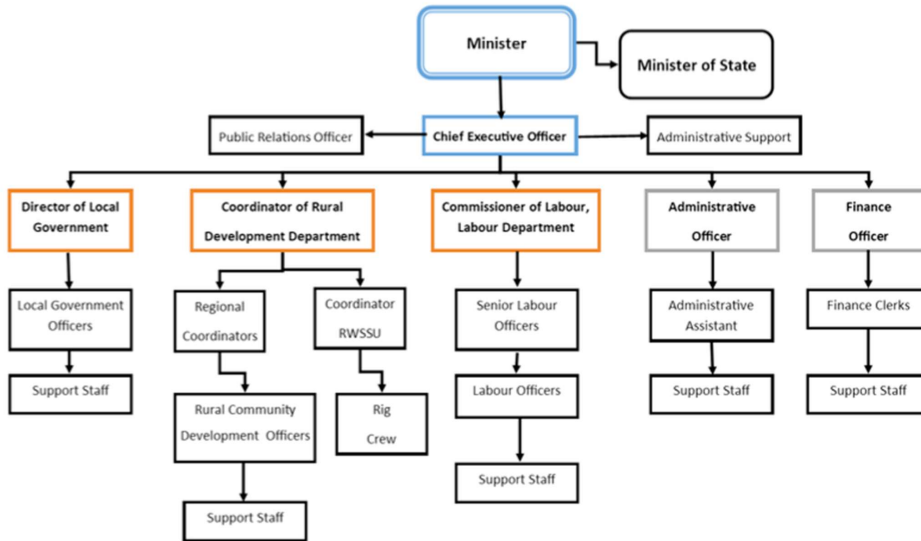 Minister
Minister of State
Public Relations Officer
Chief Executive Officer
Administrative Support
Director of Local
Government
Coordinator of Rural
Development Department
Commissioner of Labour,
Labour Department
Administrative
Officer
Finance
Officer
Local Government
Officers
Regional
Coordinators
Coordinator
RWSSU
Senior Labour
Officers
Administrative
Assistant
Finance Clerks
Support Staff
Rural Community
Development Officers
Rig
Crew
Labour Officers
Support Staff
Support Staff
Support Staff
Support Staff